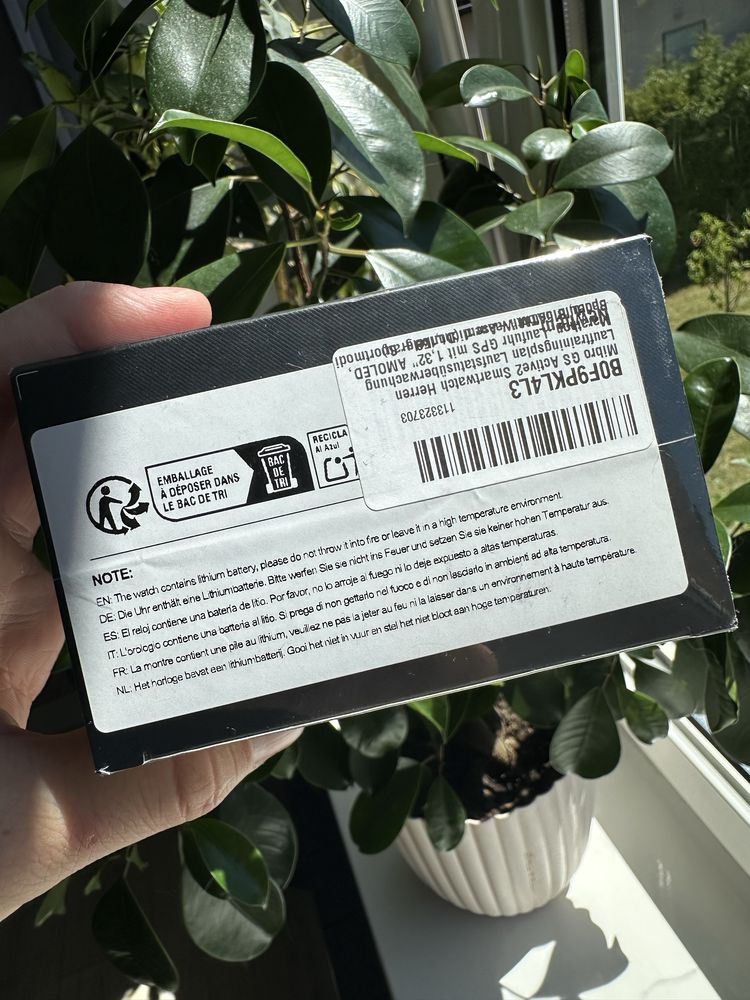 EMBALLAGE
À DÉPOSER DANS
LE BAC DE TRI
BAC
DE
TRI
RECICLA
Al Azul
113323703
B0F9PKL4L3
Mibro GS Active2 Smartwatch Herren
Lauftrainingsplan Laufstatusüberwachung
Laufuhr GPS mit 1,32" AMOLED,
NOTE:
EN: The watch contains lithium battery, please do not throw it into fire or leave it in a high temperature environment.
DE: Die Uhr enthält eine Lithiumbatterie. Bitte werfen Sie sie nicht ins Feuer und setzen Sie sie keiner hohen Temperatur aus.
ES: El reloj contiene una batería de litio. Por favor, no lo arroje al fuego ni lo deje expuesto a altas temperaturas.
IT: L'orologio contiene una batteria al litio. Si prega di non getterlo nel fuoco e di non lasciarlo in ambienti ad alta temperatura.
FR: La montre contient une pile au lithium, veuillez ne pas la jeter au feu ni la laisser dans un environnement à haute température.
NL: Het horloge bevat een lithiumbatterij. Gooi het niet in vuur en stel het niet bloot aan hoge temperaturen.